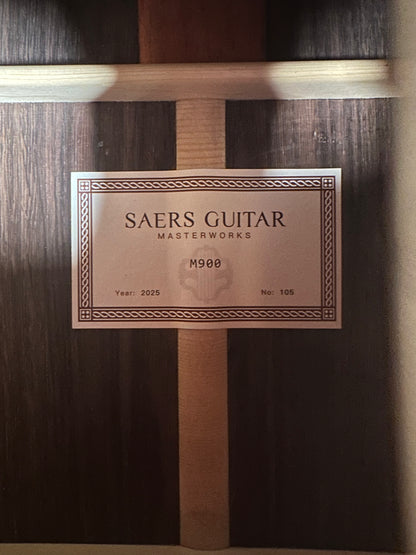 SAERS GUITAR
MASTERWORKS
M900
Year: 2025 No: 105